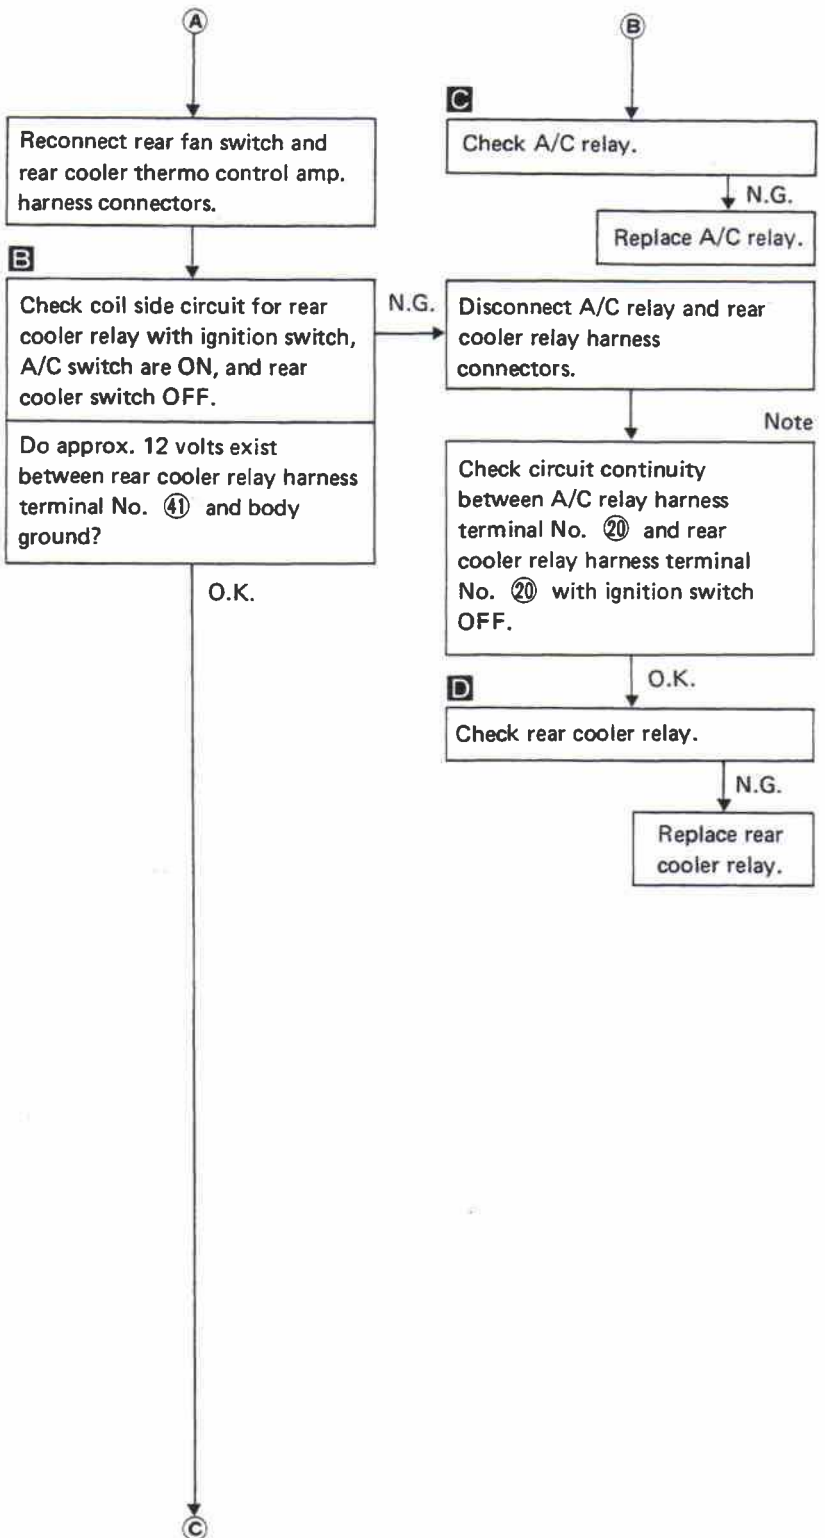 A
Reconnect rear fan switch and
rear cooler thermo control amp.
harness connectors.
B
Check coil side circuit for rear
cooler relay with ignition switch,
A/C switch are ON, and rear
cooler switch OFF.
Do approx. 12 volts exist
between rear cooler relay harness
terminal No. ㊶ and body
ground?
N.G.
O.K.
C
B
C
Check A/C relay.
N.G.
Replace A/C relay.
Disconnect A/C relay and rear
cooler relay harness
connectors.
Note
Check circuit continuity
between A/C relay harness
terminal No. ⑳ and rear
cooler relay harness terminal
No. ⑳ with ignition switch
OFF.
O.K.
D
Check rear cooler relay.
N.G.
Replace rear
cooler relay.